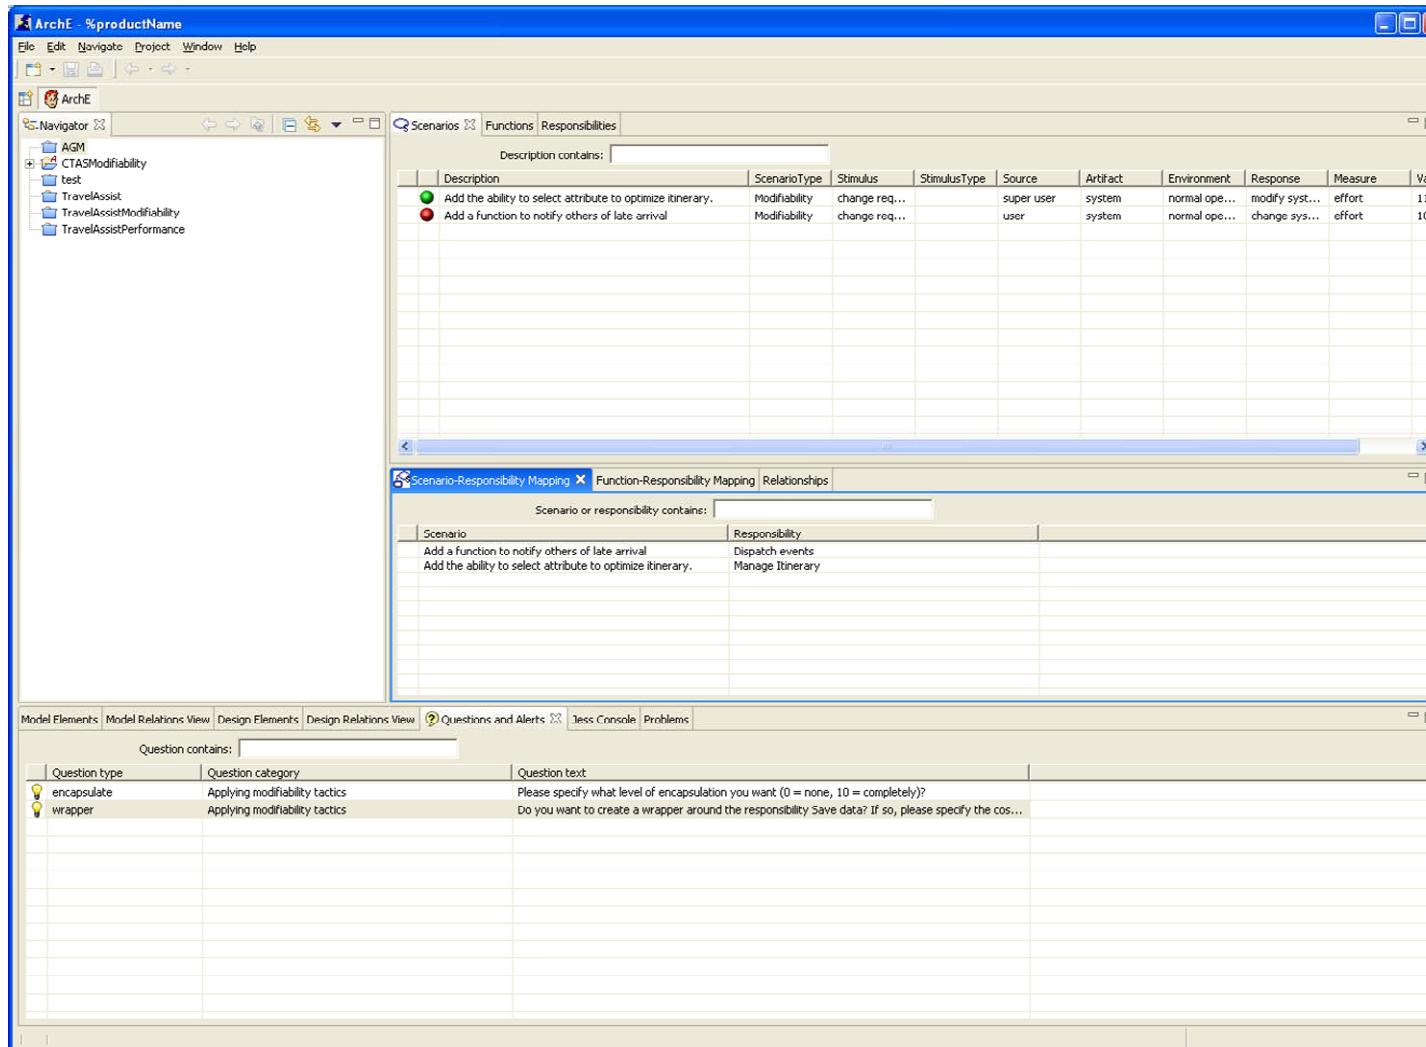 ArchE - %productName
File Edit Navigate Project Window Help
ArchE
Navigator
AGM
CTASModifiability
test
TravelAssist
TravelAssistModifiability
TravelAssistPerformance
Scenarios Functions Responsibilities
Description contains:
Description ScenarioType Stimulus StimulusType Source Artifact Environment Response Measure
Add the ability to select attribute to optimize itinerary. Modifiability change req... super user system normal ope... modify syst... effort 11
Add a function to notify others of late arrival Modifiability change req... user system normal ope... change sys... effort 10
Scenario-Responsibility Mapping Function-Responsibility Mapping Relationships
Scenario or responsibility contains:
Scenario Responsibility
Add a function to notify others of late arrival Dispatch events
Add the ability to select attribute to optimize itinerary. Manage Itinerary
Model Elements Model Relations View Design Elements Design Relations View Questions and Alerts Jess Console Problems
Question contains:
Question type Question category Question text
encapsulate Applying modifiability tactics Please specify what level of encapsulation you want (0 = none, 10 = completely)?
wrapper Applying modifiability tactics Do you want to create a wrapper around the responsibility Save data? If so, please specify the cos...